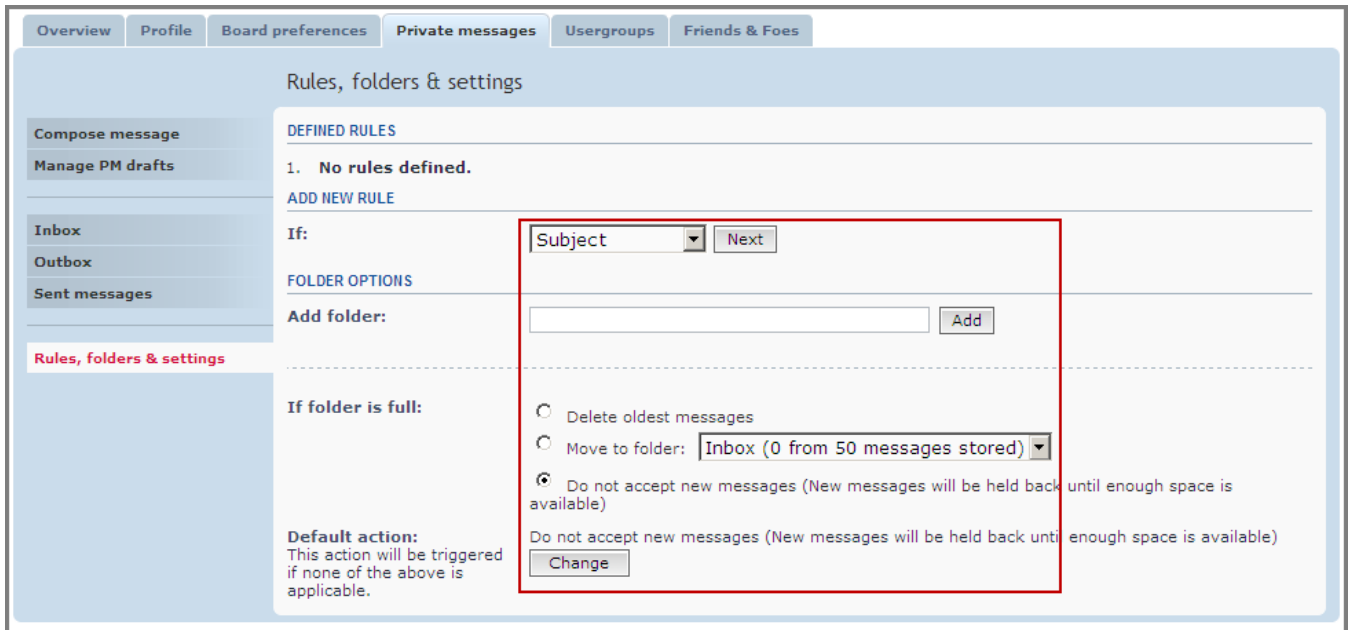 Overview Profile Board preferences Private messages Usergroups Friends & Foes
Rules, folders & settings
Compose message
Manage PM drafts
Inbox
Outbox
Sent messages
Rules, folders & settings
DEFINED RULES
1. No rules defined.
ADD NEW RULE
If: Subject Next
FOLDER OPTIONS
Add folder: Add
If folder is full:
Delete oldest messages
Move to folder: Inbox (0 from 50 messages stored)
Do not accept new messages (New messages will be held back until enough space is
available)
Default action:
This action will be triggered
if none of the above is
applicable.
Do not accept new messages (New messages will be held back until enough space is available)
Change